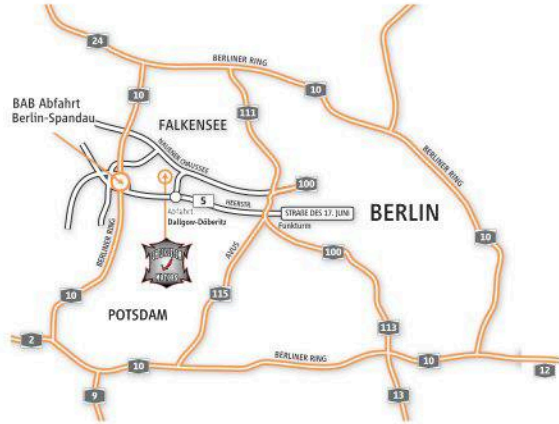 24
BERLINER RING
10
10
111
BAB Abfahrt
Berlin-Spandau
FALKENSEE
NAUENER CHAUSSEE
100
BERLINER RING
5
HEERSTR.
STRAßE DES 17. JUNI
BERLIN
Abfahrt
Dallgow-Döberitz
Funkturm
10
BERLINER RING
AVUS
100
MOTORS
10
115
POTSDAM
113
2
10
BERLINER RING
10
12
9
13